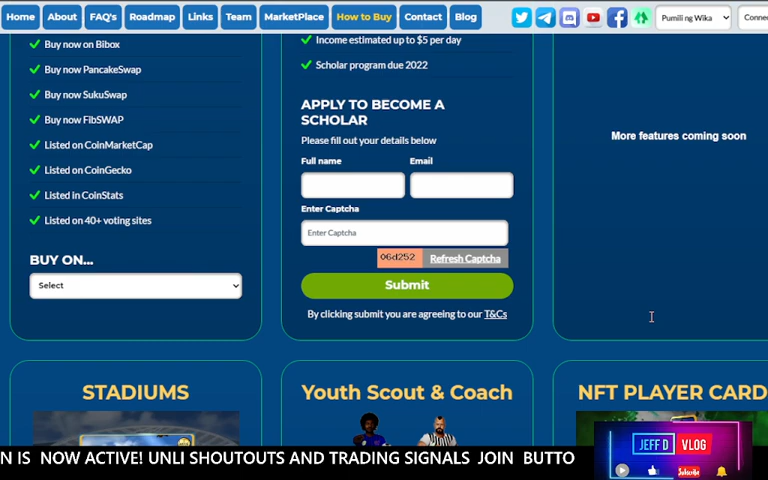 Home About FAQ's Roadmap Links Team MarketPlace How to Buy Contact Blog Pumili ng Wika Conne
Buy now on Bibox
Buy now PancakeSwap
Buy now SukuSwap
Buy now FibSWAP
Listed on CoinMarketCap
Listed on CoinGecko
Listed in CoinStats
Listed on 40+ voting sites
BUY ON...
Select
Income estimated up to $5 per day
Scholar program due 2022
APPLY TO BECOME A
SCHOLAR
Please fill out your details below
Full name Email
Enter Captcha
Enter Captcha
06d252 Refresh Captcha
Submit
By clicking submit you are agreeing to our T&Cs
More features coming soon
STADIUMS
Youth Scout & Coach
NFT PLAYER CARD
JEFF D VLOG
Subscribe
N IS NOW ACTIVE! UNLI SHOUTOUTS AND TRADING SIGNALS JOIN BUTTO